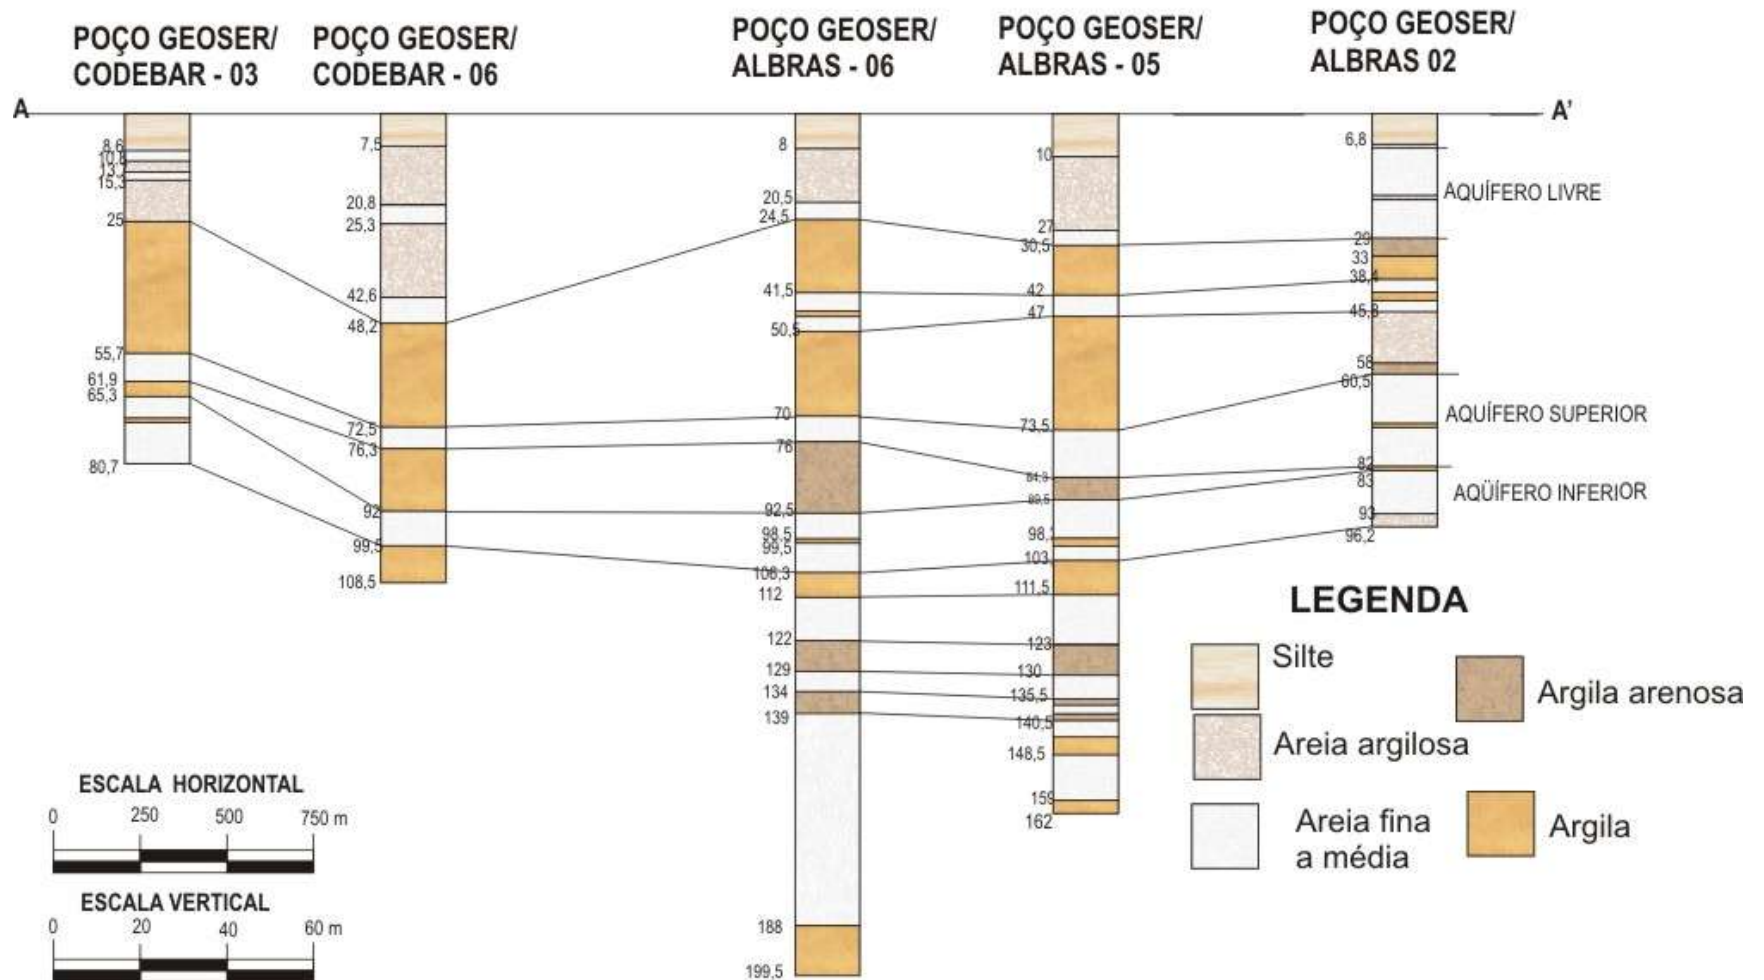 POÇO GEOSER/
CODEBAR - 03
POÇO GEOSER/
CODEBAR - 06
POÇO GEOSER/
ALBRAS - 06
POÇO GEOSER/
ALBRAS - 05
POÇO GEOSER/
ALBRAS 02
A
A'
8,6
10,8
15,3
25
55,7
61,9
65,3
80,7
7,5
20,8
25,3
42,6
48,2
72,5
76,3
92
99,5
108,5
8
20,5
24,5
41,5
50,5
70
76
92,5
98,5
99,5
106,3
112
122
129
134
139
188
199,5
10
27
30,5
42
47
73,5
84,3
89,5
98,
103
111,5
123
130
135,5
140,5
148,5
159
162
6,8
29
33
38,4
45,8
58
60,5
82
83
93
96,2
AQUÍFERO LIVRE
AQUÍFERO SUPERIOR
AQÜÍFERO INFERIOR
LEGENDA
Silte
Argila arenosa
Areia argilosa
Areia fina
a média
Argila
ESCALA HORIZONTAL
0 250 500 750 m
ESCALA VERTICAL
0 20 40 60 m